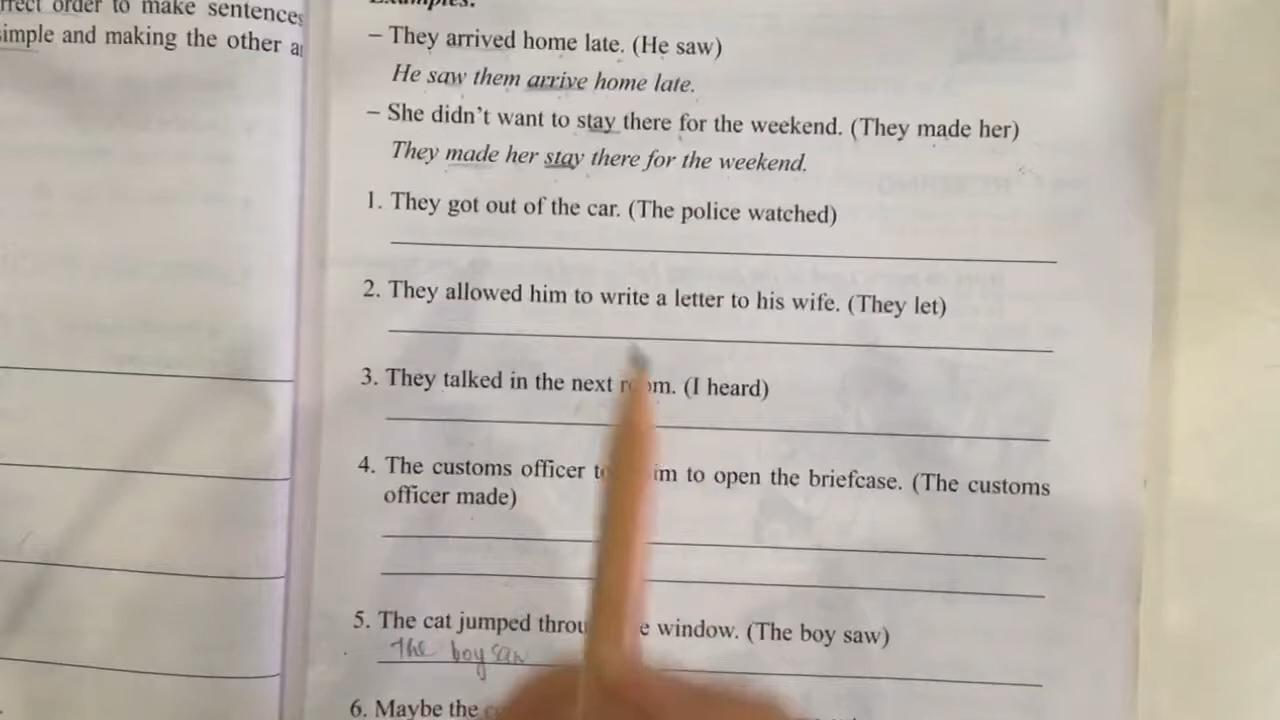 order to make sentences
simple and making the other
Examples:
– They arrived home late. (He saw)
He saw them arrive home late.
– She didn't want to stay there for the weekend. (They made her)
They made her stay there for the weekend.
1. They got out of the car. (The police watched)
2. They allowed him to write a letter to his wife. (They let)
3. They talked in the next room. (I heard)
4. The customs officer im to open the briefcase. (The customs
officer made)
5. The cat jumped throu e window. (The boy saw)
The boy saw
6. Maybe the